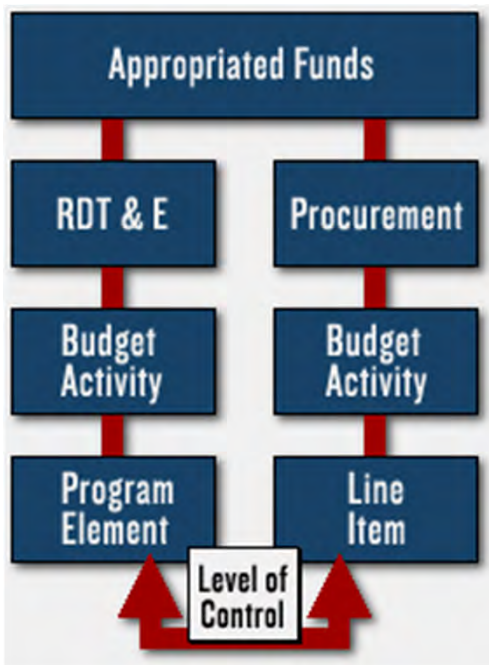 Appropriated Funds
RDT & E
Procurement
Budget
Activity
Budget
Activity
Program
Element
Line
Item
Level of
Control